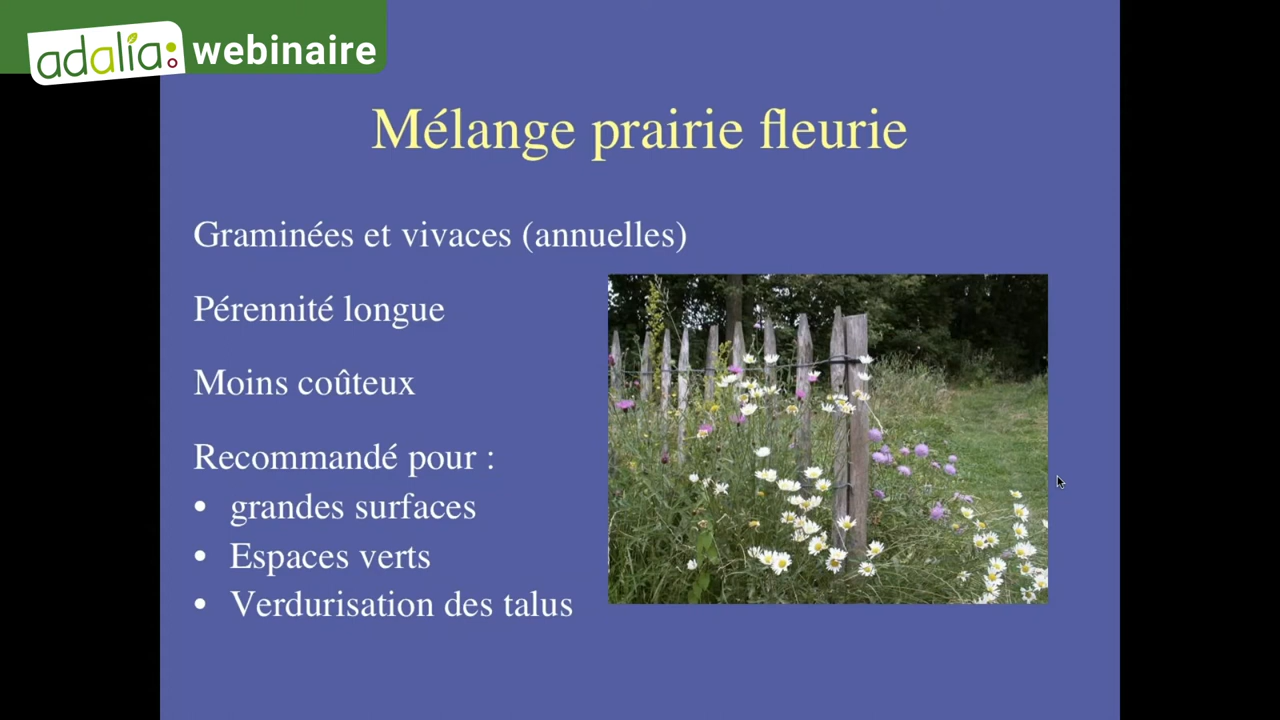 adalia webinaire
Mélange prairie fleurie
Graminées et vivaces (annuelles)
Pérennité longue
Moins coûteux
Recommandé pour :
• grandes surfaces
• Espaces verts
• Verdurisation des talus